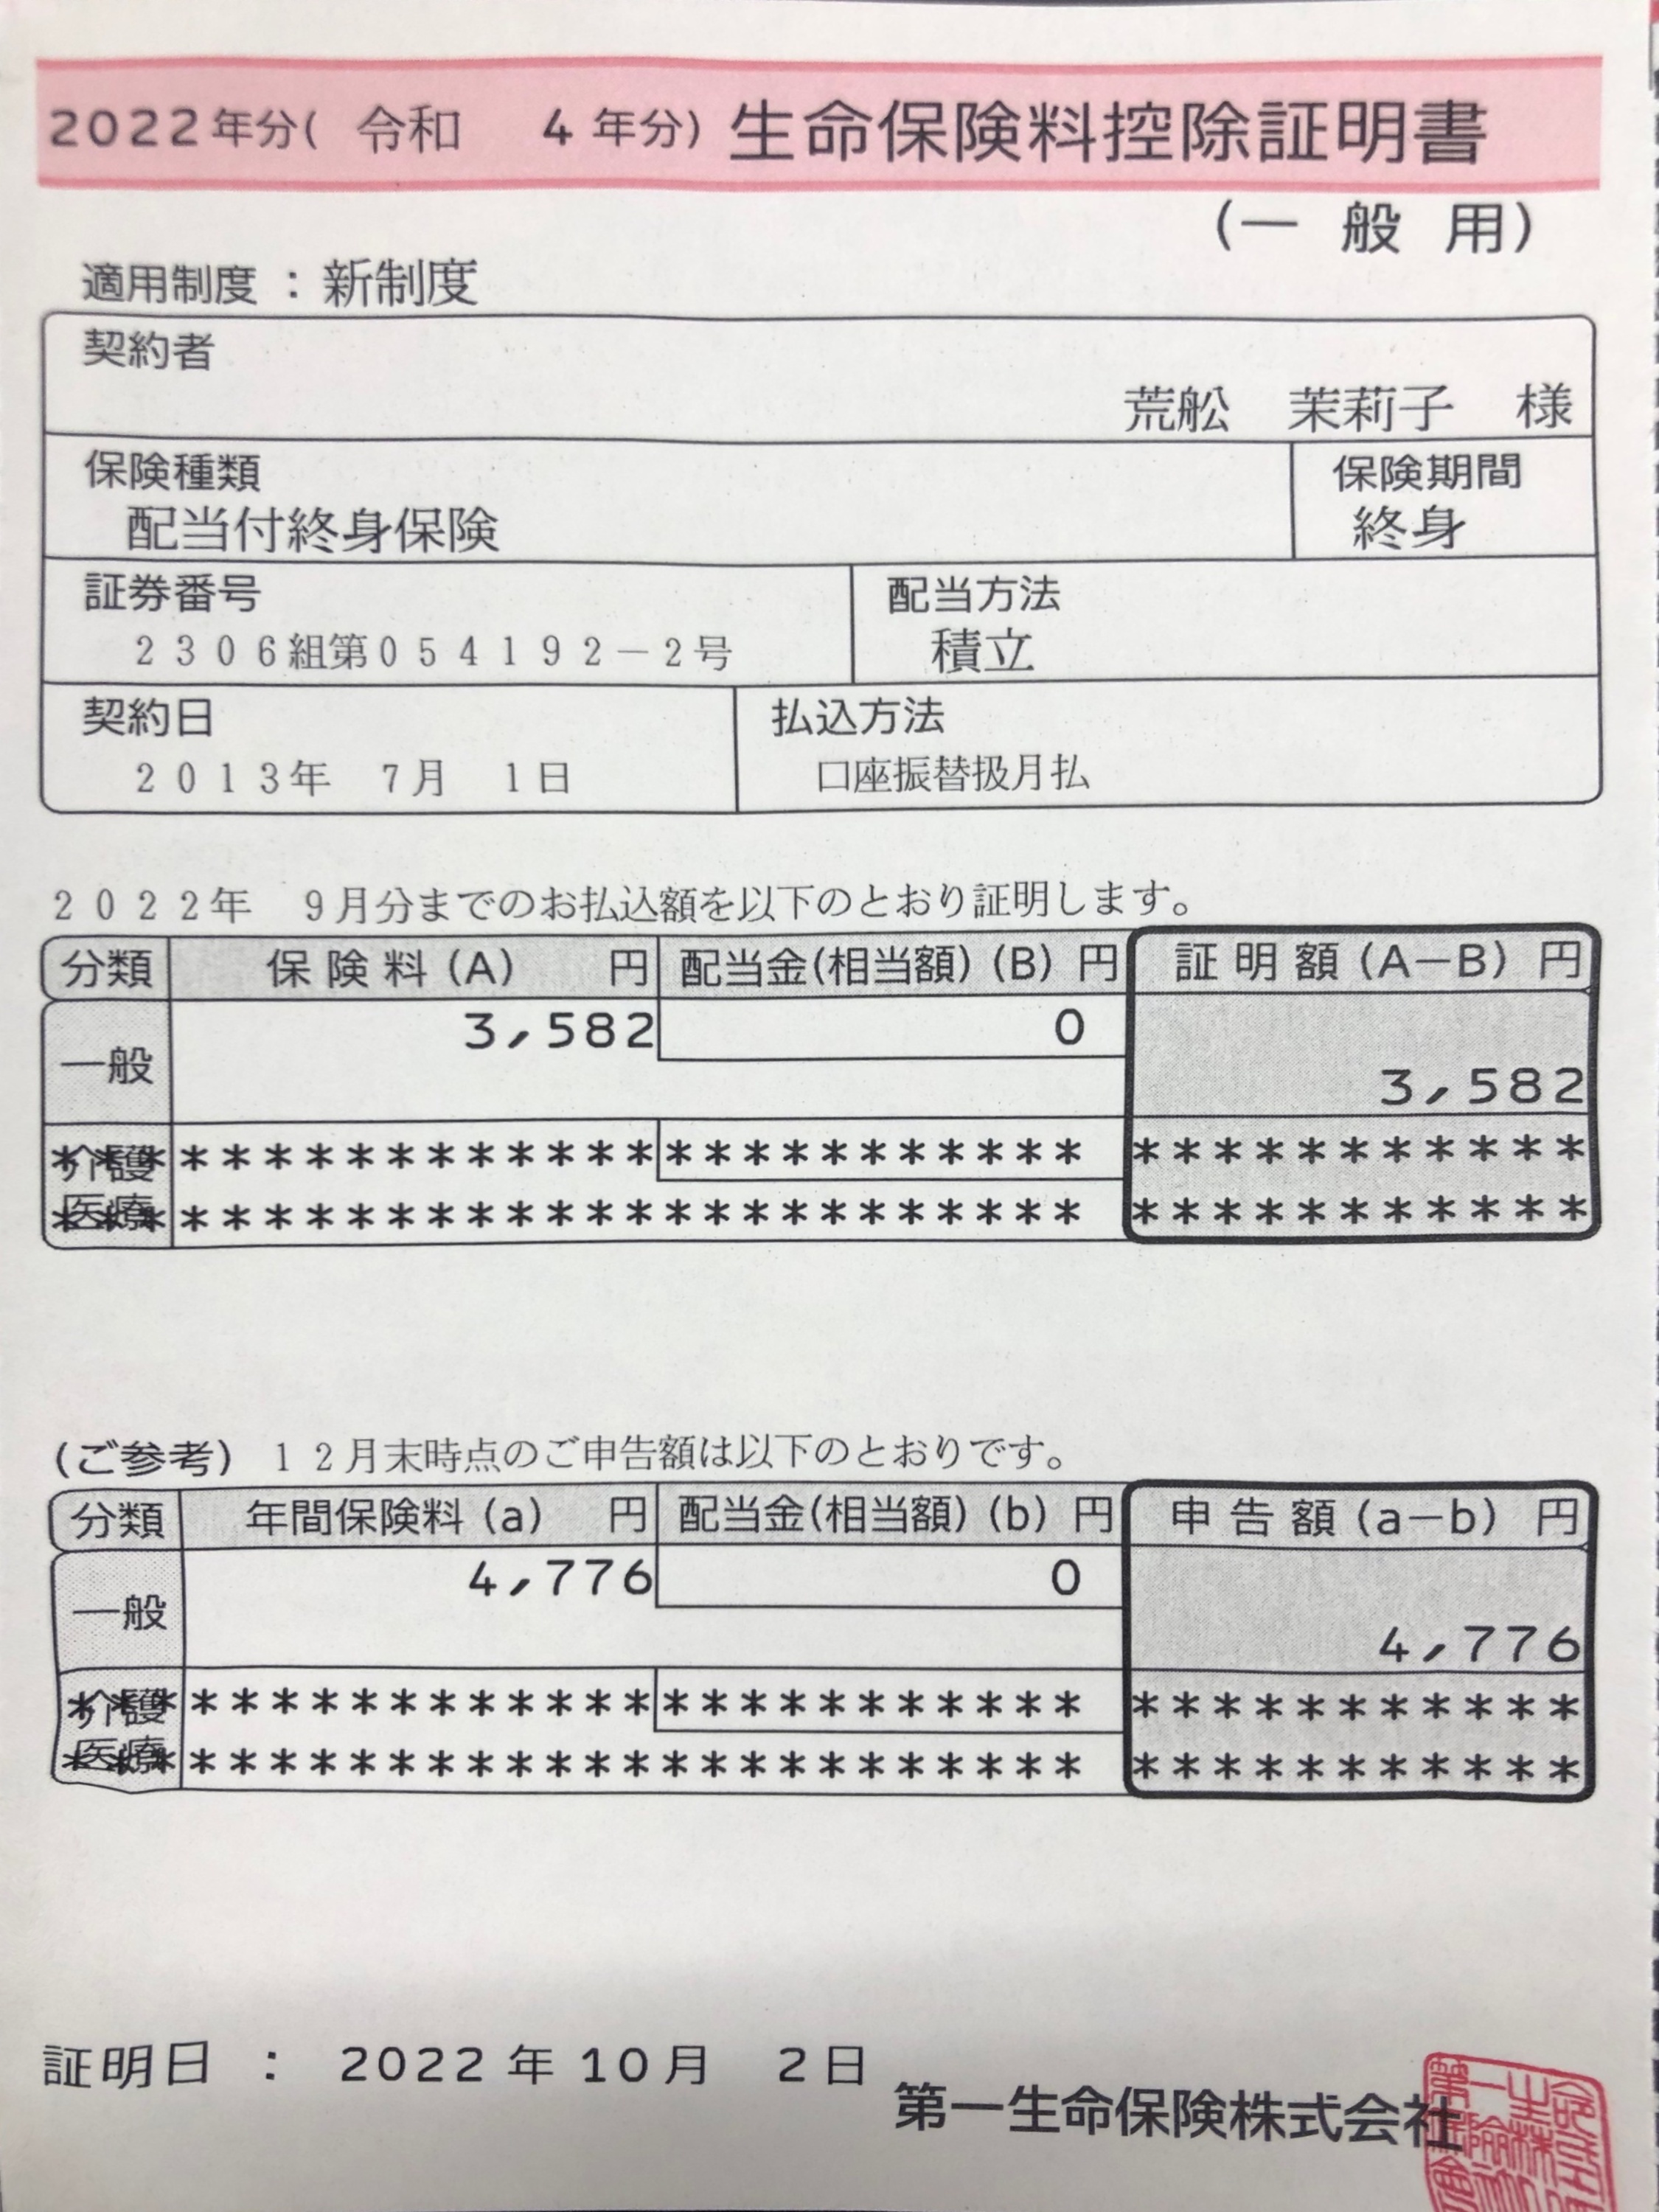 2022年分( 令和 4年分) 生命保険料控除証明書
(一般用)
適用制度：新制度
契約者
荒舩 茉莉子 様
保険種類
保険期間
配当付終身保険
終身
証券番号
配当方法
2306組第054192－2号
積立
契約日
払込方法
2013年 7月 1日
口座振替扱月払
2022年 9月分までのお払込額を以下のとおり証明します。
分類 保険料(A) 円 配当金(相当額)(B) 円 証明額(A－B) 円
3,582 0
一般
3,582
介護 ************ *********** ***********
医療 *********************** ***********
(ご参考) 12月末時点のご申告額は以下のとおりです。
分類 年間保険料(a) 円 配当金(相当額)(b) 円 申告額(a－b) 円
4,776 0
一般
4,776
介護 ************ *********** ***********
医療 *********************** ***********
証明日 ： 2022年10月 2日
第一生命保険株式会社